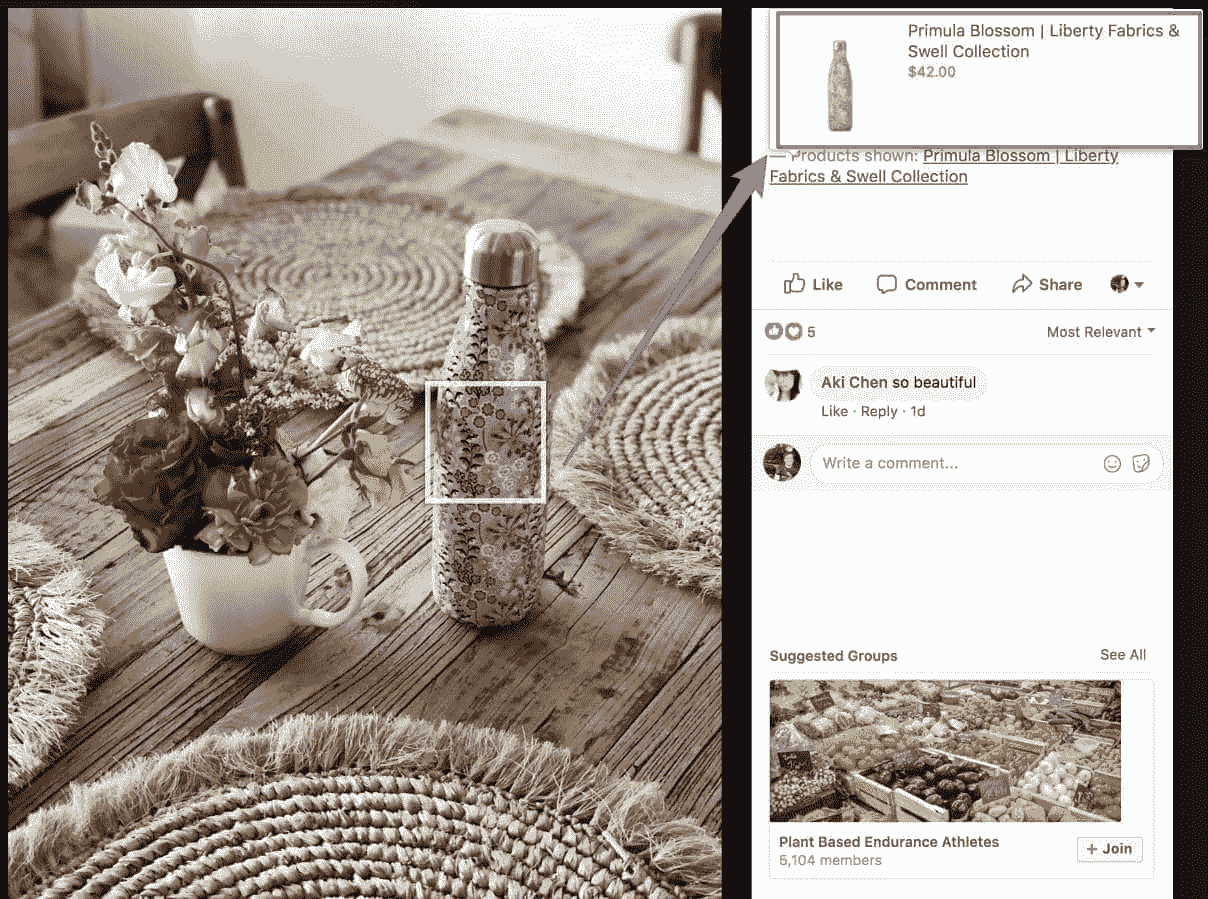 Primula Blossom | Liberty Fabrics &
Swell Collection
$42.00
— Products shown: Primula Blossom | Liberty
Fabrics & Swell Collection
Like
Comment
Share
5
Most Relevant
Aki Chen so beautiful
Like · Reply · 1d
Write a comment...
Suggested Groups
See All
Plant Based Endurance Athletes
5,104 members
+ Join